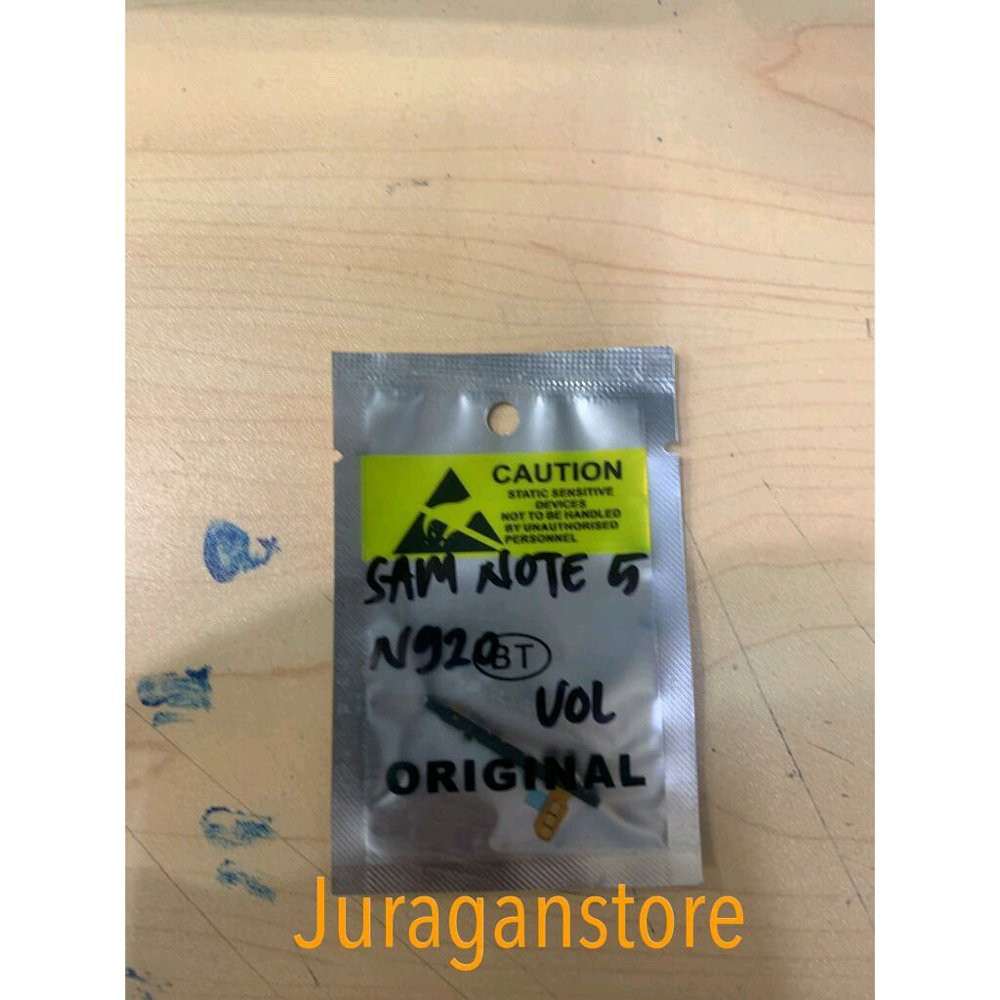 CAUTION
STATIC SENSITIVE
DEVICES
NOT TO BE HANDLED
BY UNAUTHORISED
PERSONNEL
SAM NOTE 5
N920 BT
VOL
ORIGINAL
Juraganstore